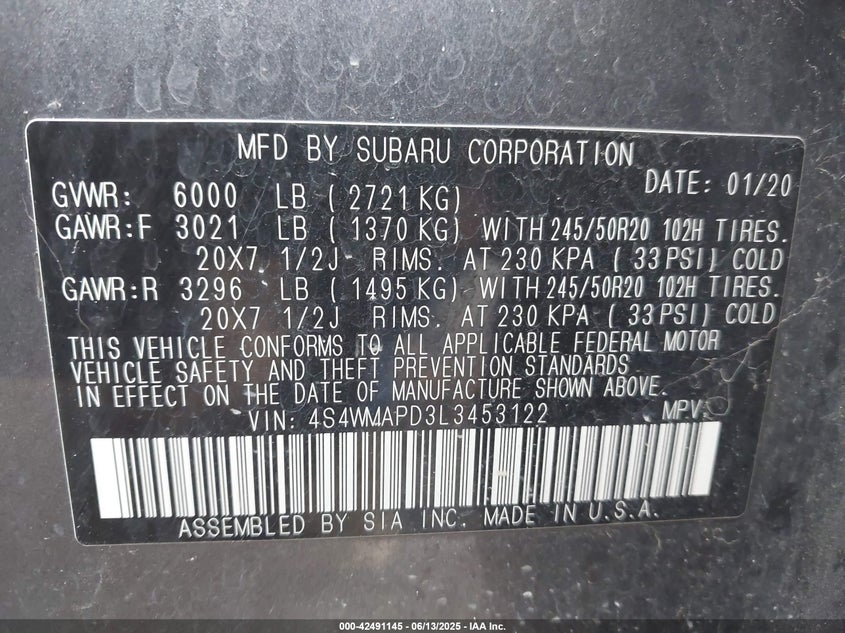 MFD BY SUBARU CORPORATION
DATE: 01/20
GVWR: 6000 LB ( 2721 KG)
GAWR:F 3021 LB ( 1370 KG) WITH 245/50R20 102H TIRES.
20X7 1/2J RIMS. AT 230 KPA ( 33 PSI) COLD
GAWR:R 3296 LB ( 1495 KG) WITH 245/50R20 102H TIRES.
20X7 1/2J RIMS. AT 230 KPA ( 33 PSI) COLD
THIS VEHICLE CONFORMS TO ALL APPLICABLE FEDERAL MOTOR
VEHICLE SAFETY AND THEFT PREVENTION STANDARDS
IN EFFECT ON THE DATE OF MANUFACTURE SHOWN ABOVE.
VIN: 4S4WMAPD3L3453122 MPV
ASSEMBLED BY SIA INC. MADE IN U.S.A.
000-42491145 - 06/13/2025 - IAA Inc.